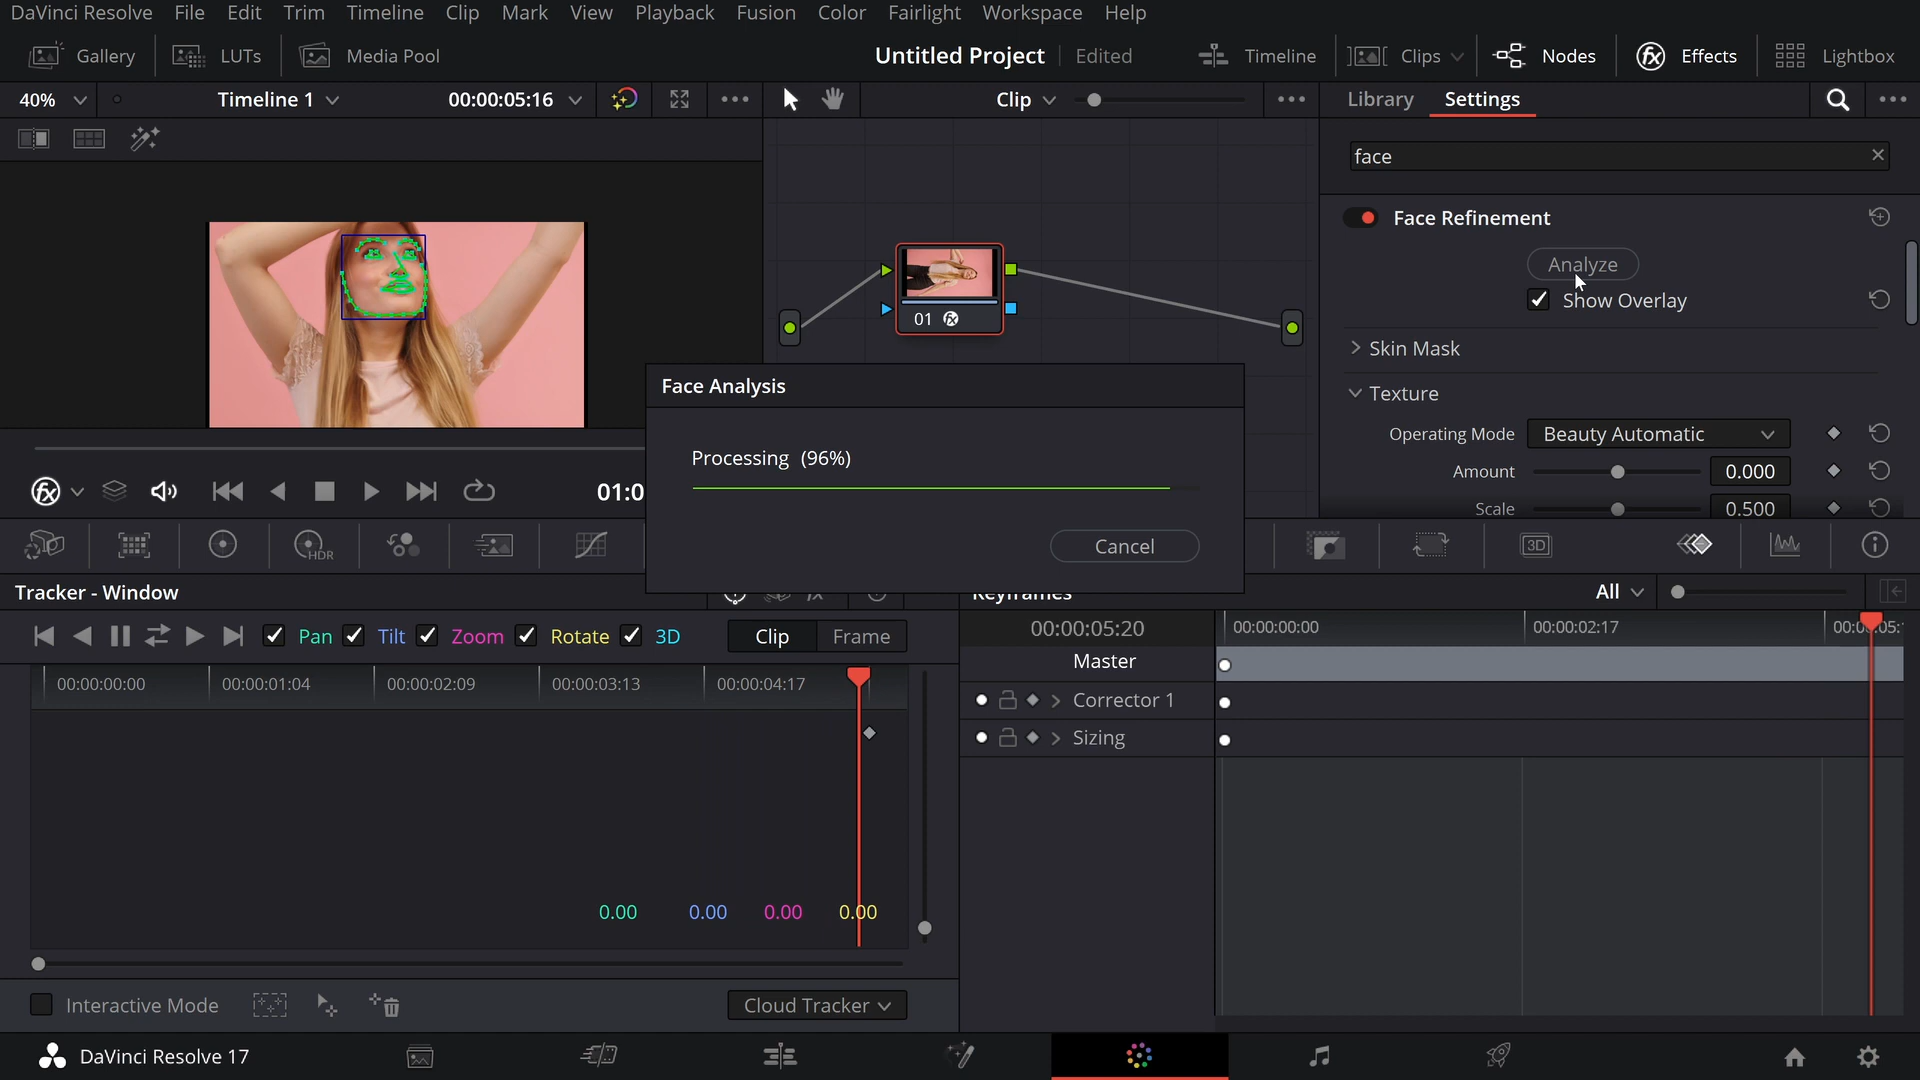 DaVinci Resolve File Edit Trim Timeline Clip Mark View Playback Fusion Color Fairlight Workspace Help
Gallery LUTs Media Pool Untitled Project Edited Timeline Clips Nodes Effects Lightbox
40% Timeline 1 00:00:05:16 Clip Library Settings
face
Face Refinement
Analyze
Show Overlay
01
Skin Mask
Face Analysis
Texture
Operating Mode Beauty Automatic
Processing (96%)
Amount 0.000
01:0
Scale 0.500
HDR
Cancel
3D
Tracker - Window
Keyframes
All
Pan Tilt Zoom Rotate 3D Clip Frame
00:00:05:20 00:00:00:00 00:00:02:17
Master
00:00:00:00 00:00:01:04 00:00:02:09 00:00:03:13 00:00:04:17
Corrector 1
Sizing
0.00 0.00 0.00 0.00
Interactive Mode Cloud Tracker
DaVinci Resolve 17